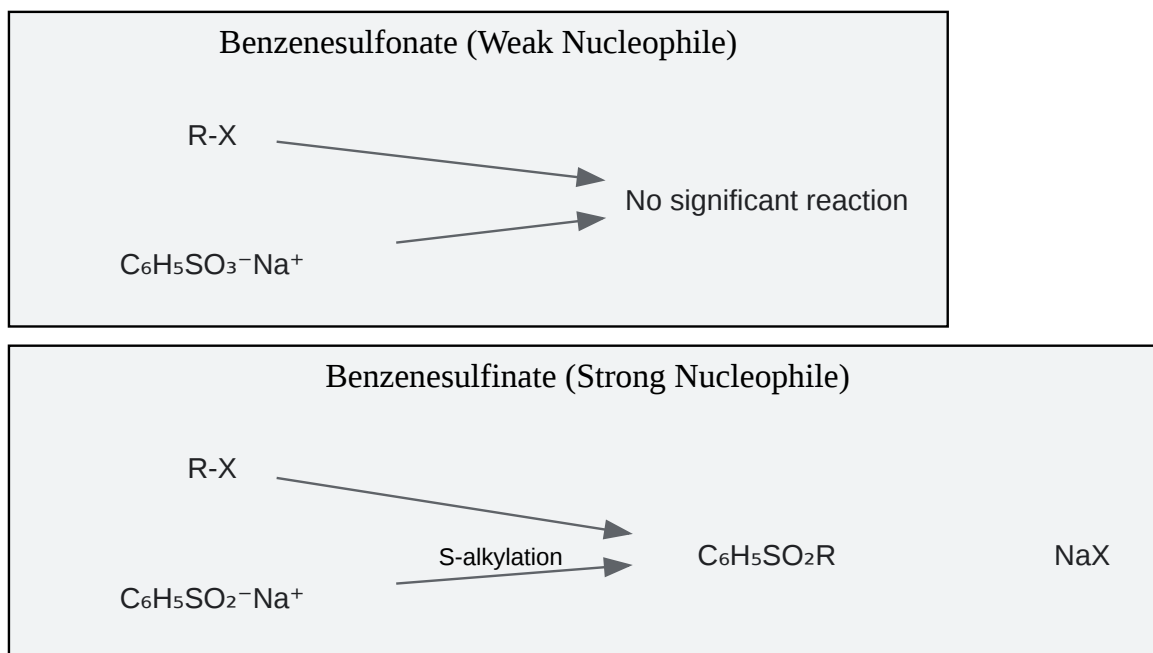 Benzenesulfonate (Weak Nucleophile)
R-X
No significant reaction
C₆H₅SO₃⁻Na⁺
Benzenesulfinate (Strong Nucleophile)
R-X
S-alkylation
C₆H₅SO₂R
NaX
C₆H₅SO₂⁻Na⁺